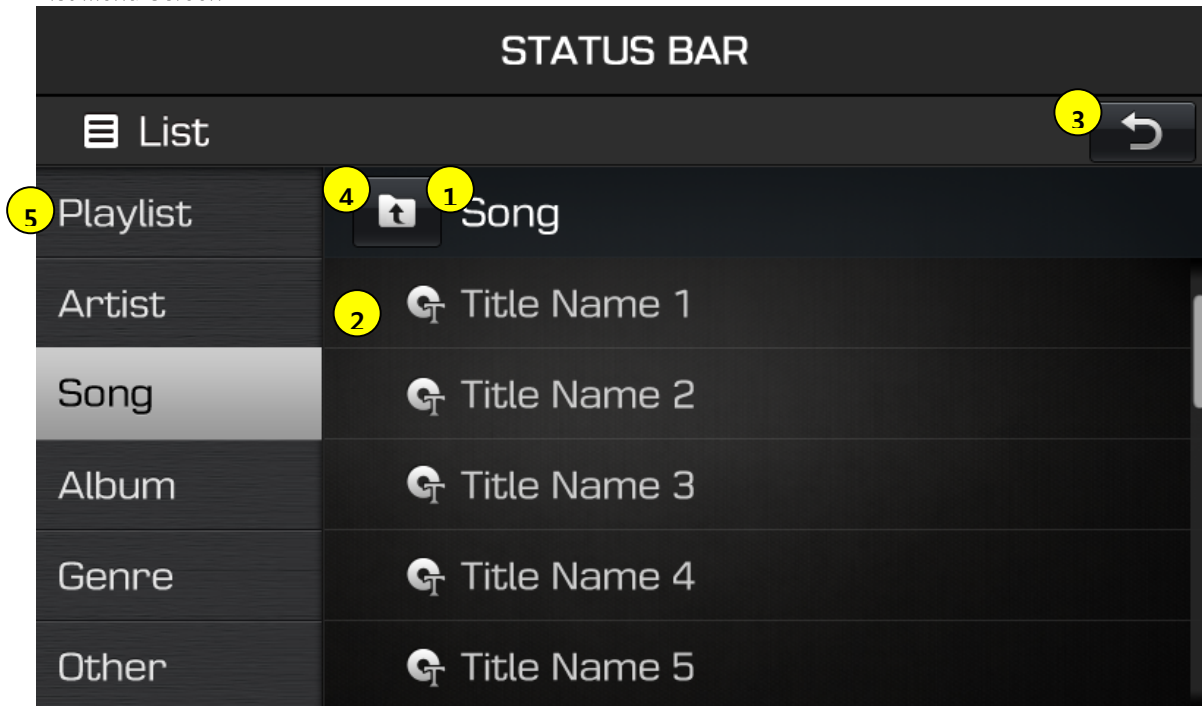 STATUS BAR
List
3
5
Playlist
4
1
Song
Artist
2
Title Name 1
Song
Title Name 2
Album
Title Name 3
Genre
Title Name 4
Other
Title Name 5